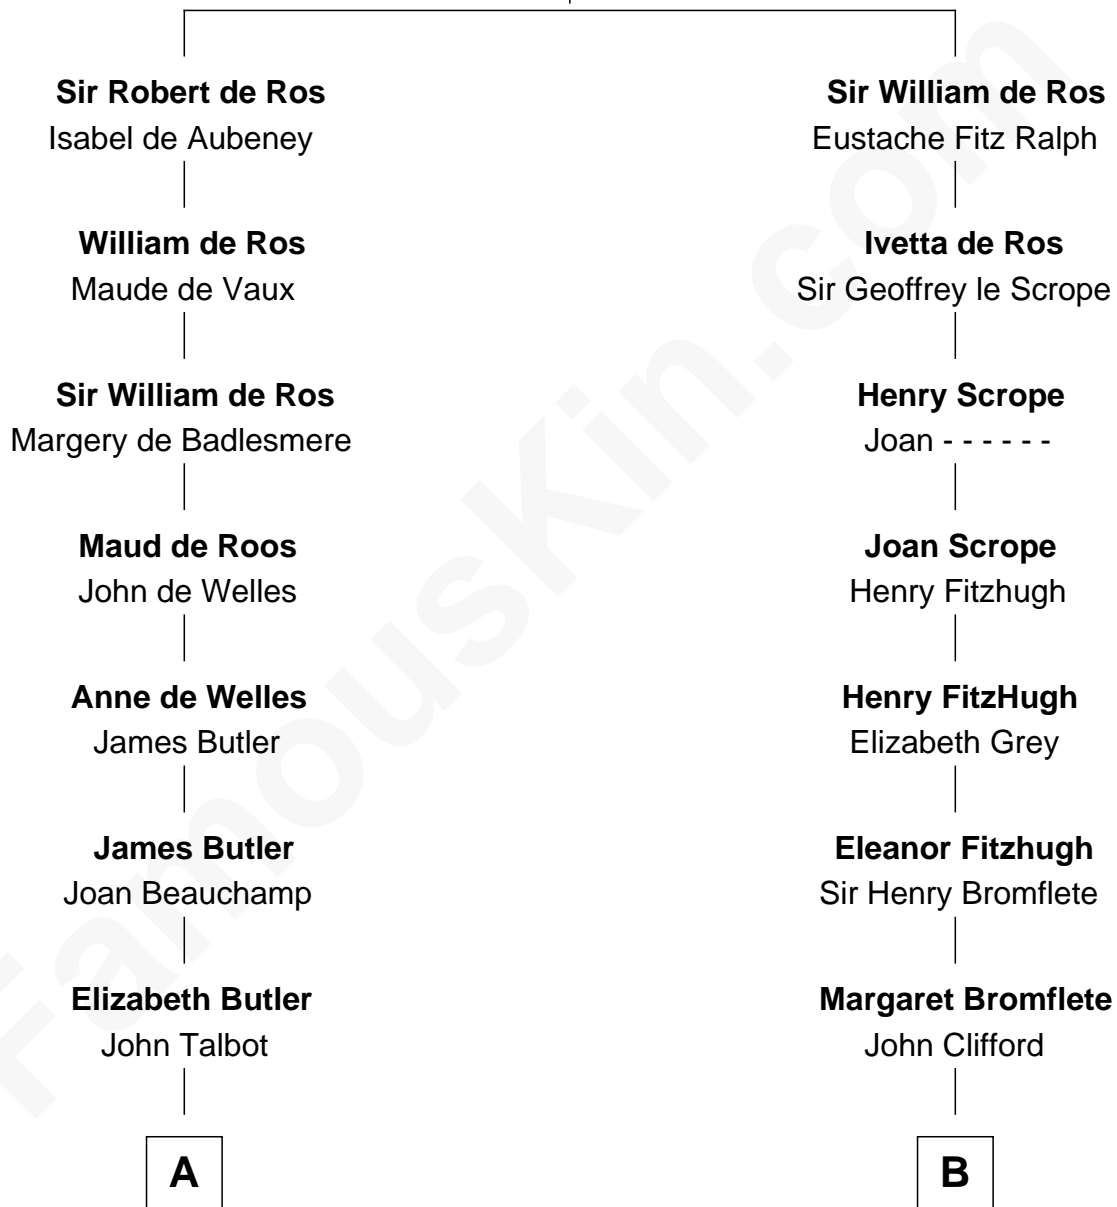 Sir Robert de Ros
Isabel de Aubeney
William de Ros
Maude de Vaux
Sir William de Ros
Margery de Badlesmere
Maud de Roos
John de Welles
Anne de Welles
James Butler
James Butler
Joan Beauchamp
Elizabeth Butler
John Talbot
A
Sir William de Ros
Eustache Fitz Ralph
Ivetta de Ros
Sir Geoffrey le Scrope
Henry Scrope
Joan - - - - - -
Joan Scrope
Henry Fitzhugh
Henry FitzHugh
Elizabeth Grey
Eleanor Fitzhugh
Sir Henry Bromflete
Margaret Bromflete
John Clifford
B
FamousKin.com